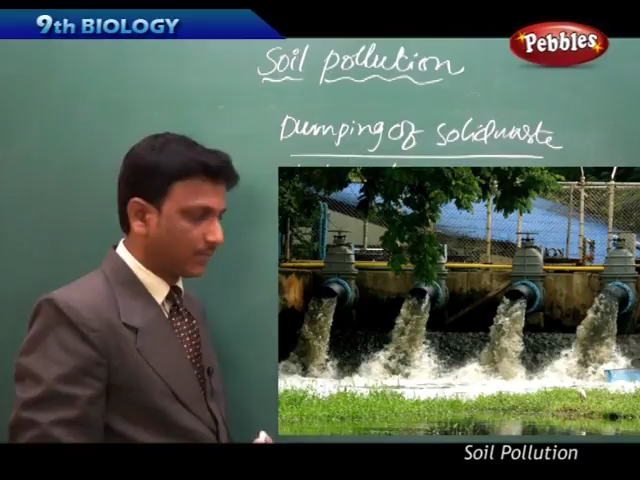 9th BIOLOGY
Pebbles
Soil pollution
Dumping of solidwaste
Soil Pollution